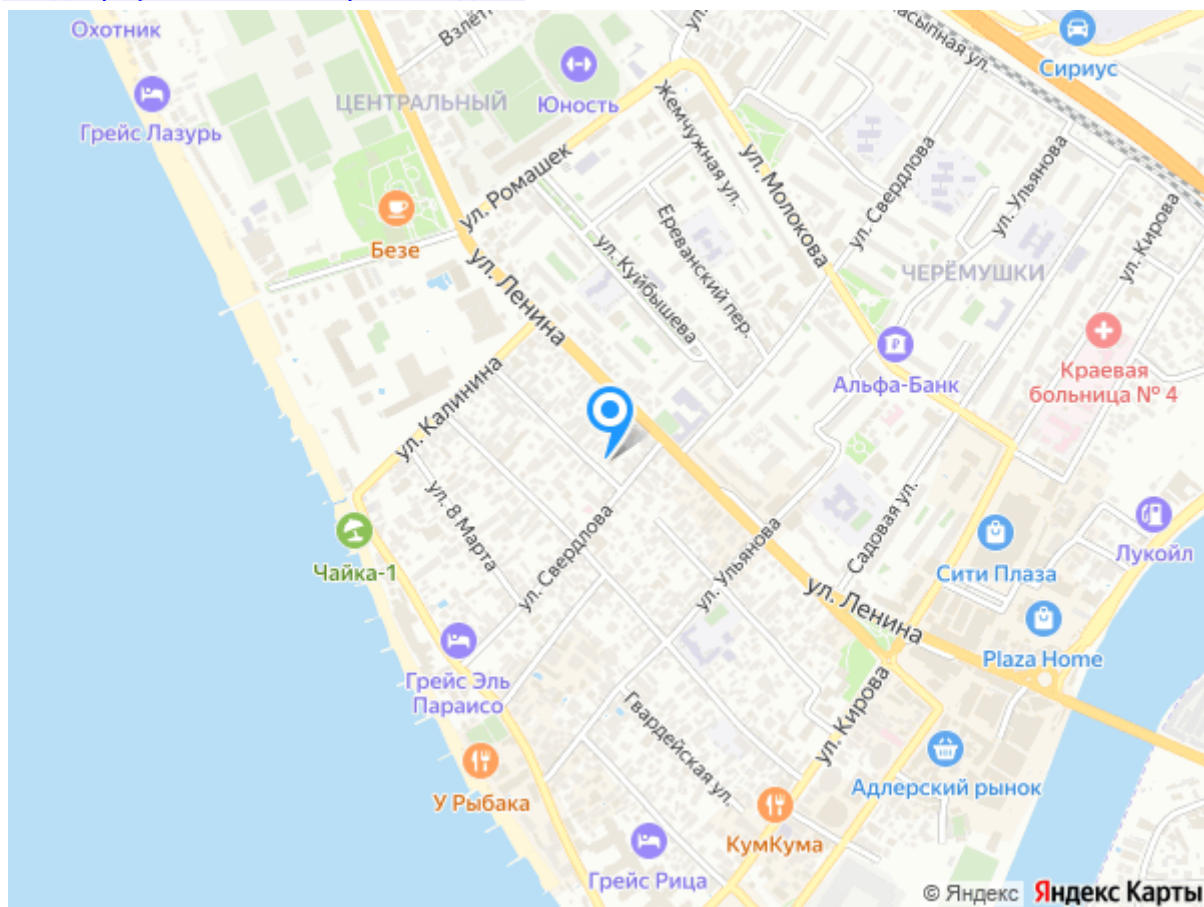 Охотник
Взлёт
ул.
асыпная ул.
Сириус
Грейс Лазурь
ЦЕНТРАЛЬНЫЙ
Юность
Жемчужная ул.
ул. Молокова
ул. Свердлова
ул. Ульянова
ул. Кирова
ул. Ромашек
Безе
ул. Ленина
ул. Куйбышева
Ереванский пер.
ЧЕРЁМУШКИ
Альфа-Банк
Краевая
больница № 4
ул. Калинина
ул. 8 Марта
Чайка-1
ул. Свердлова
ул. Ульянова
Садовая ул.
Сити Плаза
Лукойл
ул. Ленина
Plaza Home
Грейс Эль
Параисо
Гвардейская ул.
ул. Кирова
У Рыбака
Адлерский рынок
КумКума
Грейс Рица
© Яндекс Яндекс Карты